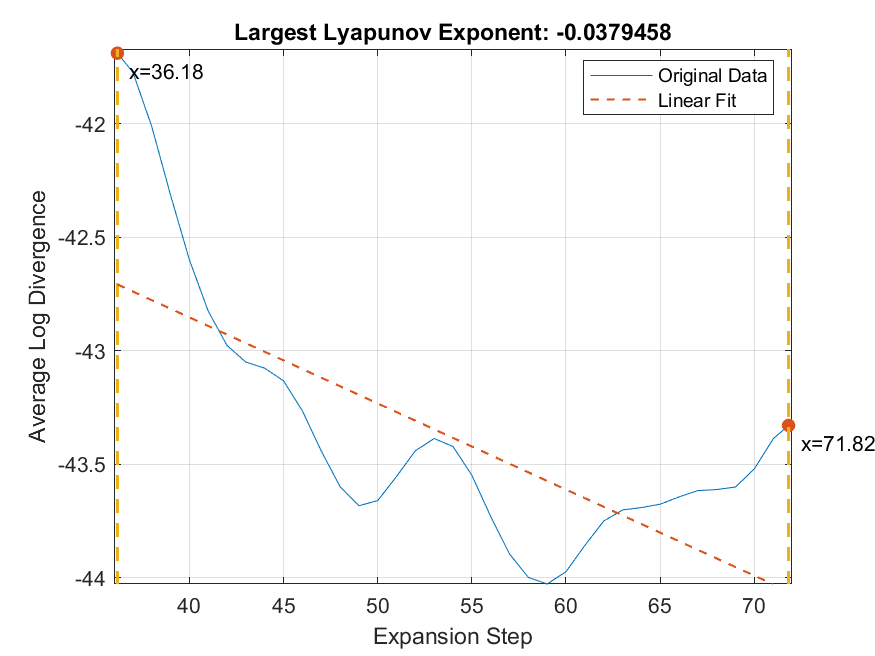 Largest Lyapunov Exponent: -0.0379458
x=36.18
Original Data
Linear Fit
-42
-42.5
-43
-43.5
-44
Average Log Divergence
x=71.82
40 45 50 55 60 65 70
Expansion Step